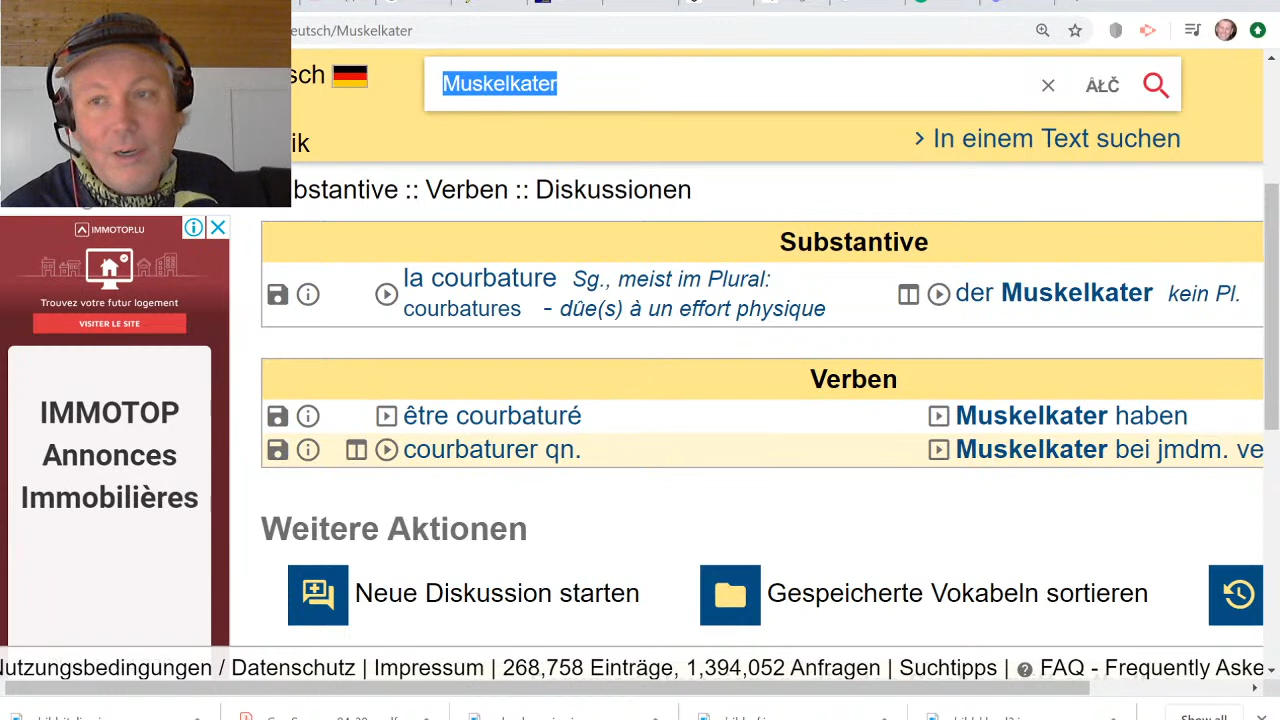 eutsch/Muskelkater
sch
Muskelkater
ÂŁČ
ik
› In einem Text suchen
bstantive :: Verben :: Diskussionen
IMMOTOP.LU
Trouvez votre futur logement
VISITER LE SITE
IMMOTOP
Annonces
Immobilières
Substantive
la courbature Sg., meist im Plural:
courbatures - dûe(s) à un effort physique
der Muskelkater kein Pl.
Verben
être courbaturé Muskelkater haben
courbaturer qn. Muskelkater bei jmdm. ve
Weitere Aktionen
Neue Diskussion starten
Gespeicherte Vokabeln sortieren
Nutzungsbedingungen / Datenschutz | Impressum | 268,758 Einträge, 1,394,052 Anfragen | Suchtipps | FAQ - Frequently Aske
Show all